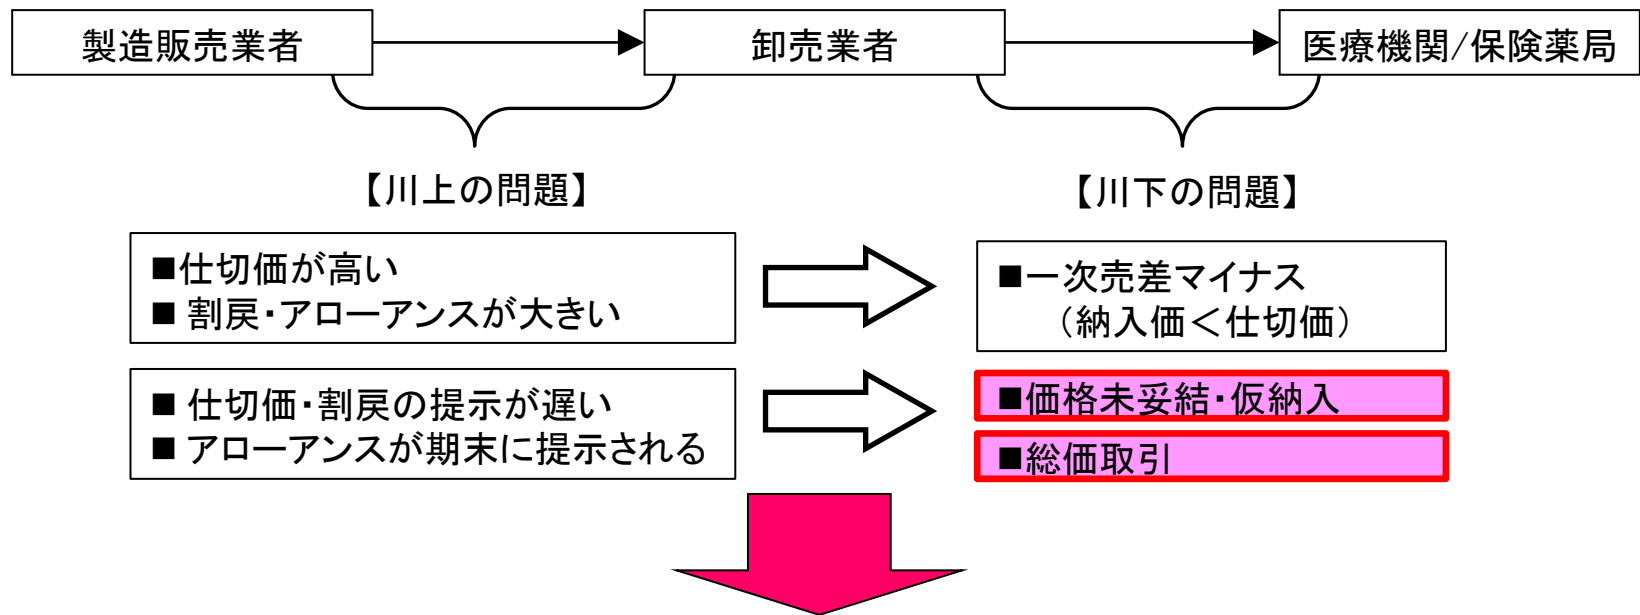 製造販売業者
卸売業者
医療機関/保険薬局
【川上の問題】
【川下の問題】
■仕切価が高い
■ 割戻・アローアンスが大きい
■一次売差マイナス
（納入価＜仕切価）
■ 仕切価・割戻の提示が遅い
■ アローアンスが期末に提示される
■価格未妥結・仮納入
■総価取引